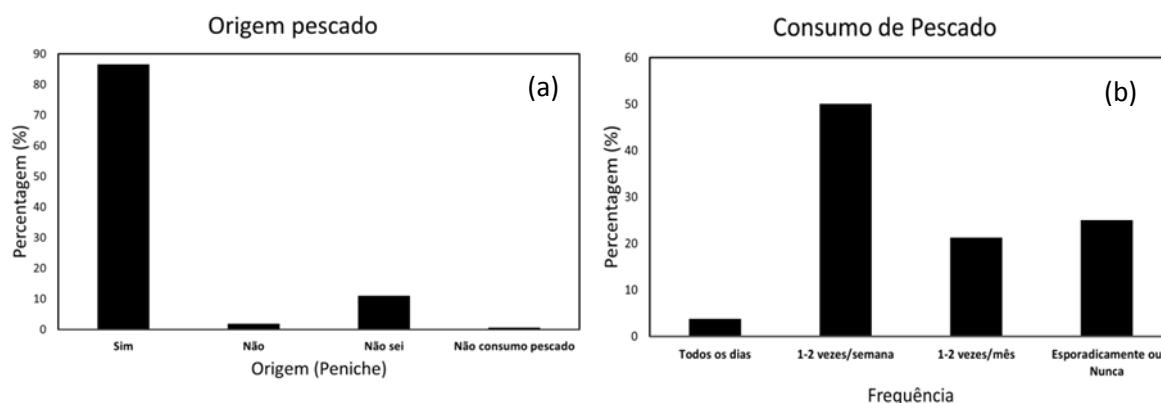 Origem pescado
(a)
Percentagem (%)
90
80
70
60
50
40
30
20
10
0
Sim
Não
Não sei
Não consumo pescado
Origem (Peniche)
Consumo de Pescado
(b)
Percentagem (%)
60
50
40
30
20
10
0
Todos os dias
1-2 vezes/semana
1-2 vezes/mês
Esporadicamente ou
Nunca
Frequência